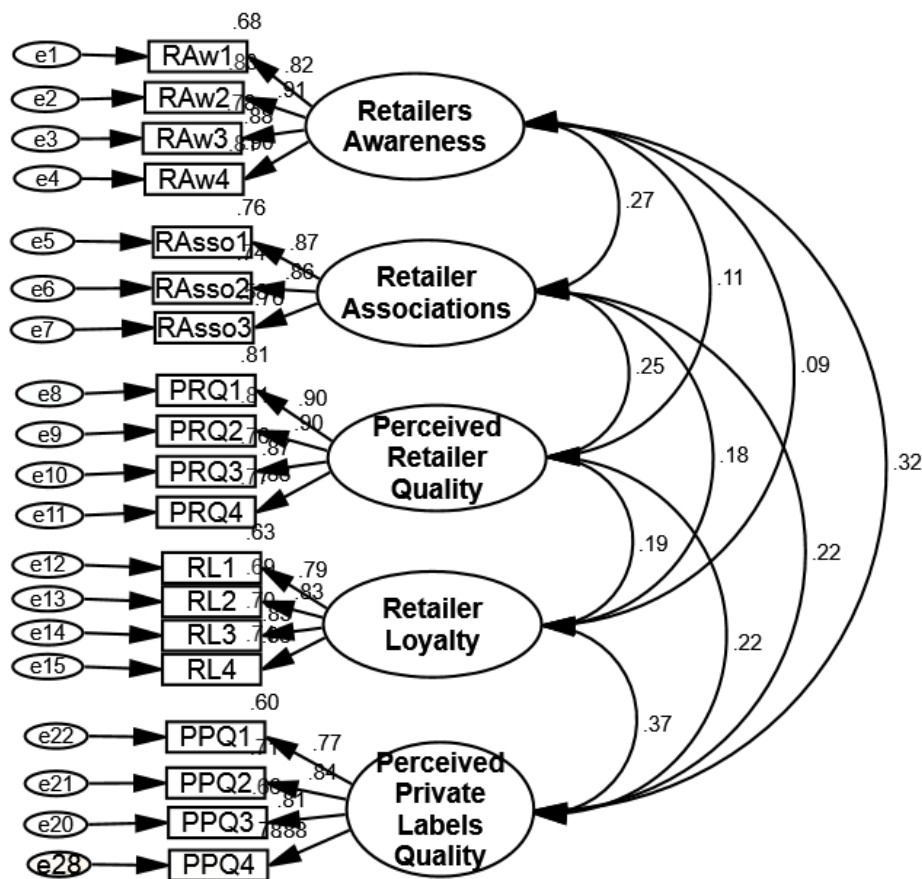 .68
e1
RAw1
.82
e2
RAw2
.91
e3
RAw3
.88
e4
RAw4
.90
Retailers
Awareness
.27
.11
.09
.32
.76
e5
RAsso1
.87
e6
RAsso2
.86
e7
RAsso3
.76
Retailer
Associations
.25
.18
.22
.81
e8
PRQ1
.90
e9
PRQ2
.90
e10
PRQ3
.87
e11
PRQ4
Perceived
Retailer
Quality
.19
.22
.63
e12
RL1
.79
e13
RL2
.83
e14
RL3
e15
RL4
Retailer
Loyalty
.37
.60
e22
PPQ1
.77
e21
PPQ2
.84
e20
PPQ3
.81
e28
PPQ4
.88
Perceived
Private
Labels
Quality